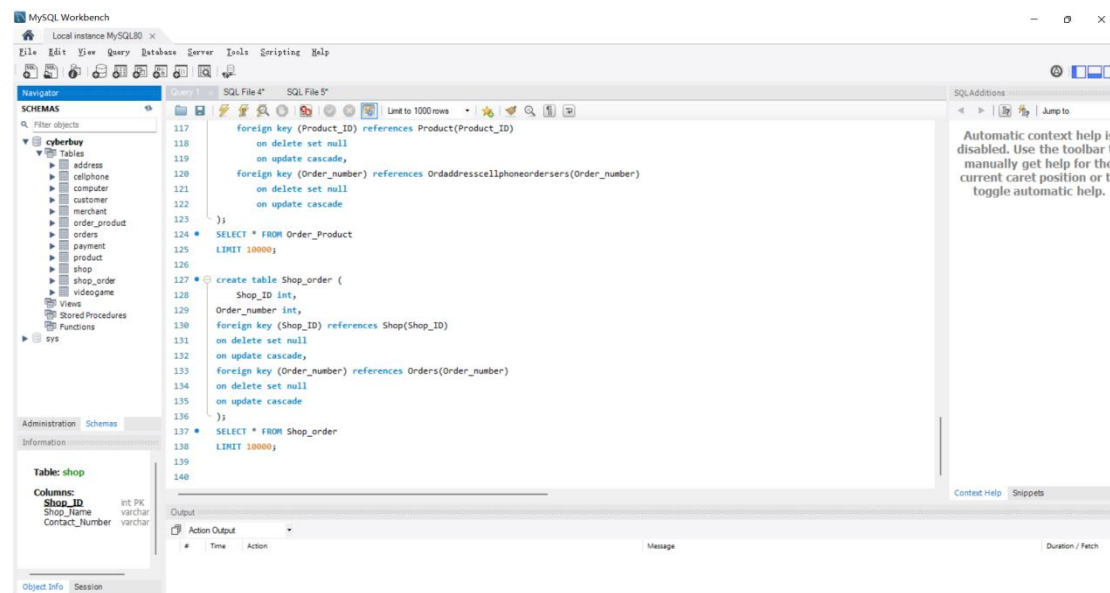 MySQL Workbench
Local instance MySQL80 ×
File Edit View Query Database Server Tools Scripting Help
Navigator
SCHEMAS
Filter objects
cyberbuy
Tables
address
cellphone
computer
customer
merchant
order_product
orders
payment
product
shop
shop_order
videogame
Views
Stored Procedures
Functions
sys
Administration Schemas
Information
Table: shop
Columns:
Shop_ID int PK
Shop_Name varchar
Contact_Number varchar
Object Info Session
Query 1 × SQL File 4* SQL File 5*
Limit to 1000 rows
117 foreign key (Product_ID) references Product(Product_ID)
118 on delete set null
119 on update cascade,
120 foreign key (Order_number) references Ordaddresscellphoneordersers(Order_number)
121 on delete set null
122 on update cascade
123 );
124 SELECT * FROM Order_Product
125 LIMIT 10000;
126
127 create table Shop_order (
128 Shop_ID int,
129 Order_number int,
130 foreign key (Shop_ID) references Shop(Shop_ID)
131 on delete set null
132 on update cascade,
133 foreign key (Order_number) references Orders(Order_number)
134 on delete set null
135 on update cascade
136 );
137 SELECT * FROM Shop_order
138 LIMIT 10000;
139
140
Output
Action Output
# Time Action Message Duration / Fetch
SQLAdditions
Jump to
Automatic context help is
disabled. Use the toolbar
manually get help for the
current caret position or
toggle automatic help.
Context Help Snippets